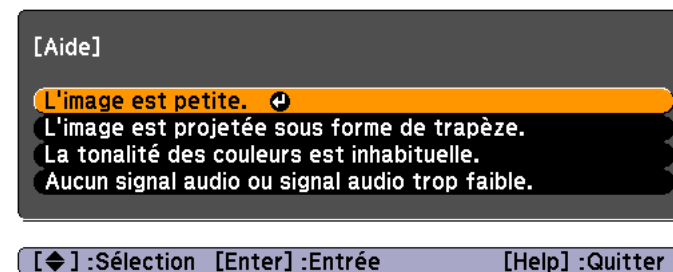 [Aide]
L'image est petite.
L'image est projetée sous forme de trapèze.
La tonalité des couleurs est inhabituelle.
Aucun signal audio ou signal audio trop faible.
[◆] :Sélection [Enter] :Entrée [Help] :Quitter